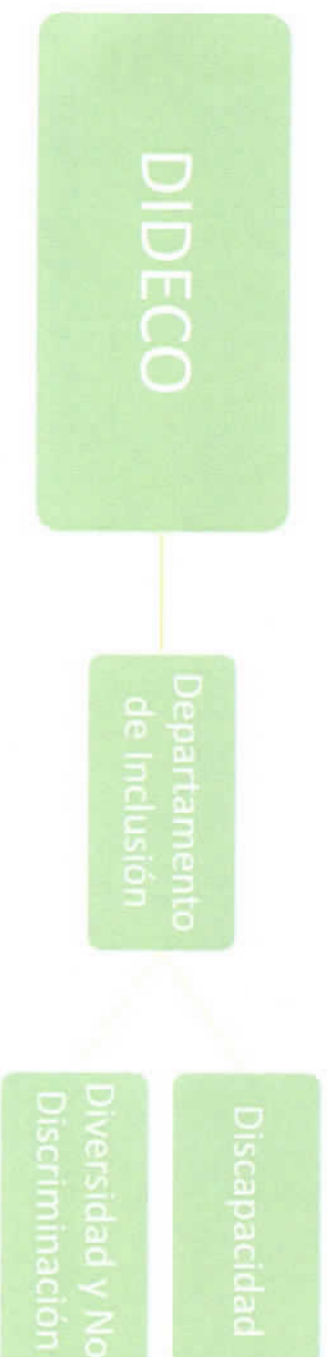 DIDECO
Departamento
de Inclusión
Discapacidad
Diversidad y No
Discriminación